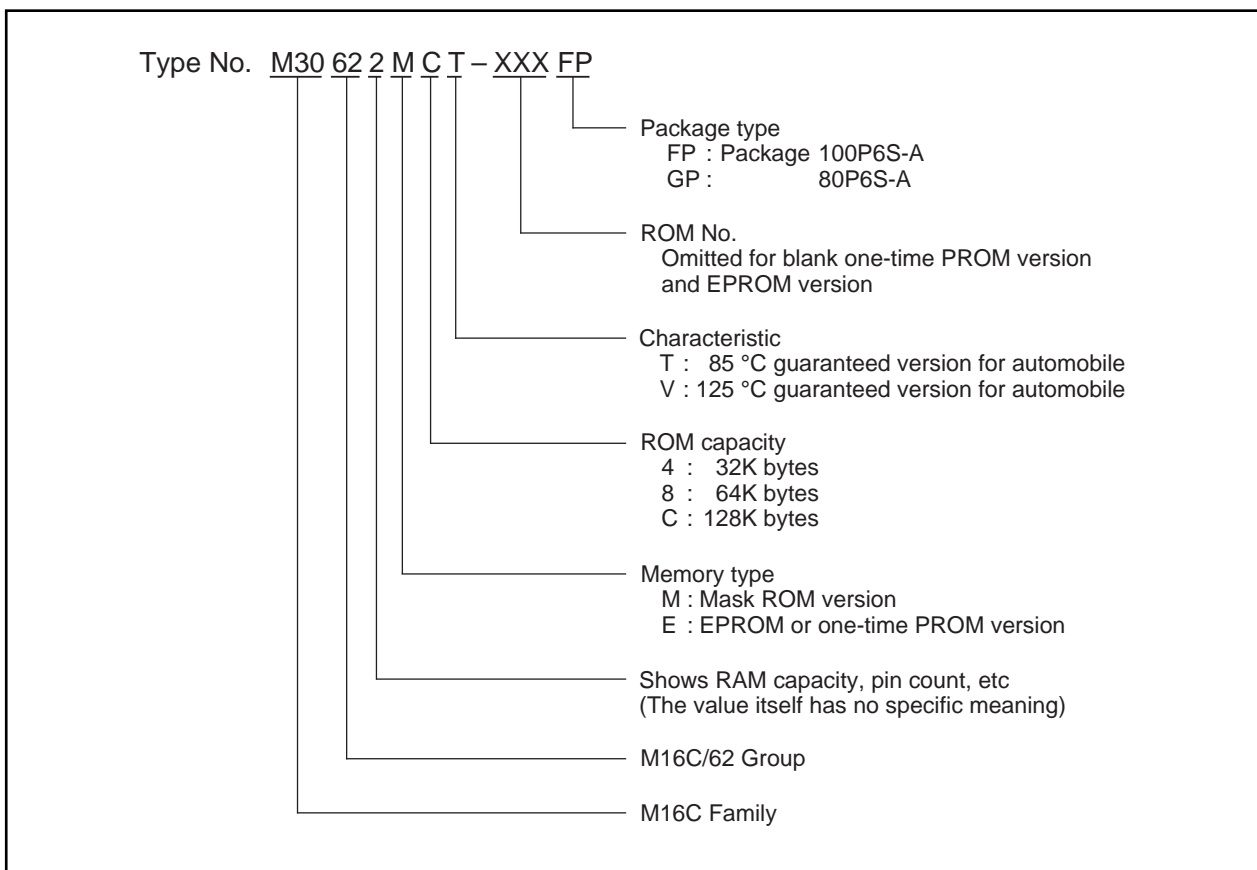 Type No. M30 62 2 M C T – XXX FP
Package type
FP : Package 100P6S-A
GP : 80P6S-A
ROM No.
Omitted for blank one-time PROM version
and EPROM version
Characteristic
T : 85 °C guaranteed version for automobile
V : 125 °C guaranteed version for automobile
ROM capacity
4 : 32K bytes
8 : 64K bytes
C : 128K bytes
Memory type
M : Mask ROM version
E : EPROM or one-time PROM version
Shows RAM capacity, pin count, etc
(The value itself has no specific meaning)
M16C/62 Group
M16C Family